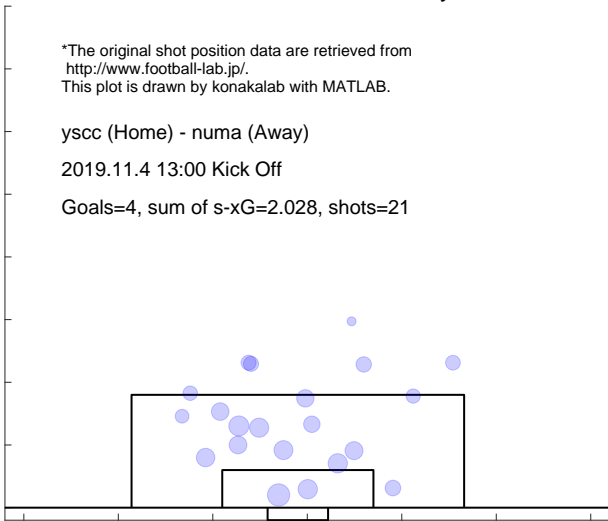 *The original shot position data are retrieved from
http://www.football-lab.jp/.
This plot is drawn by konakalab with MATLAB.
yscc (Home) - numa (Away)
2019.11.4 13:00 Kick Off
Goals=4, sum of s-xG=2.028, shots=21